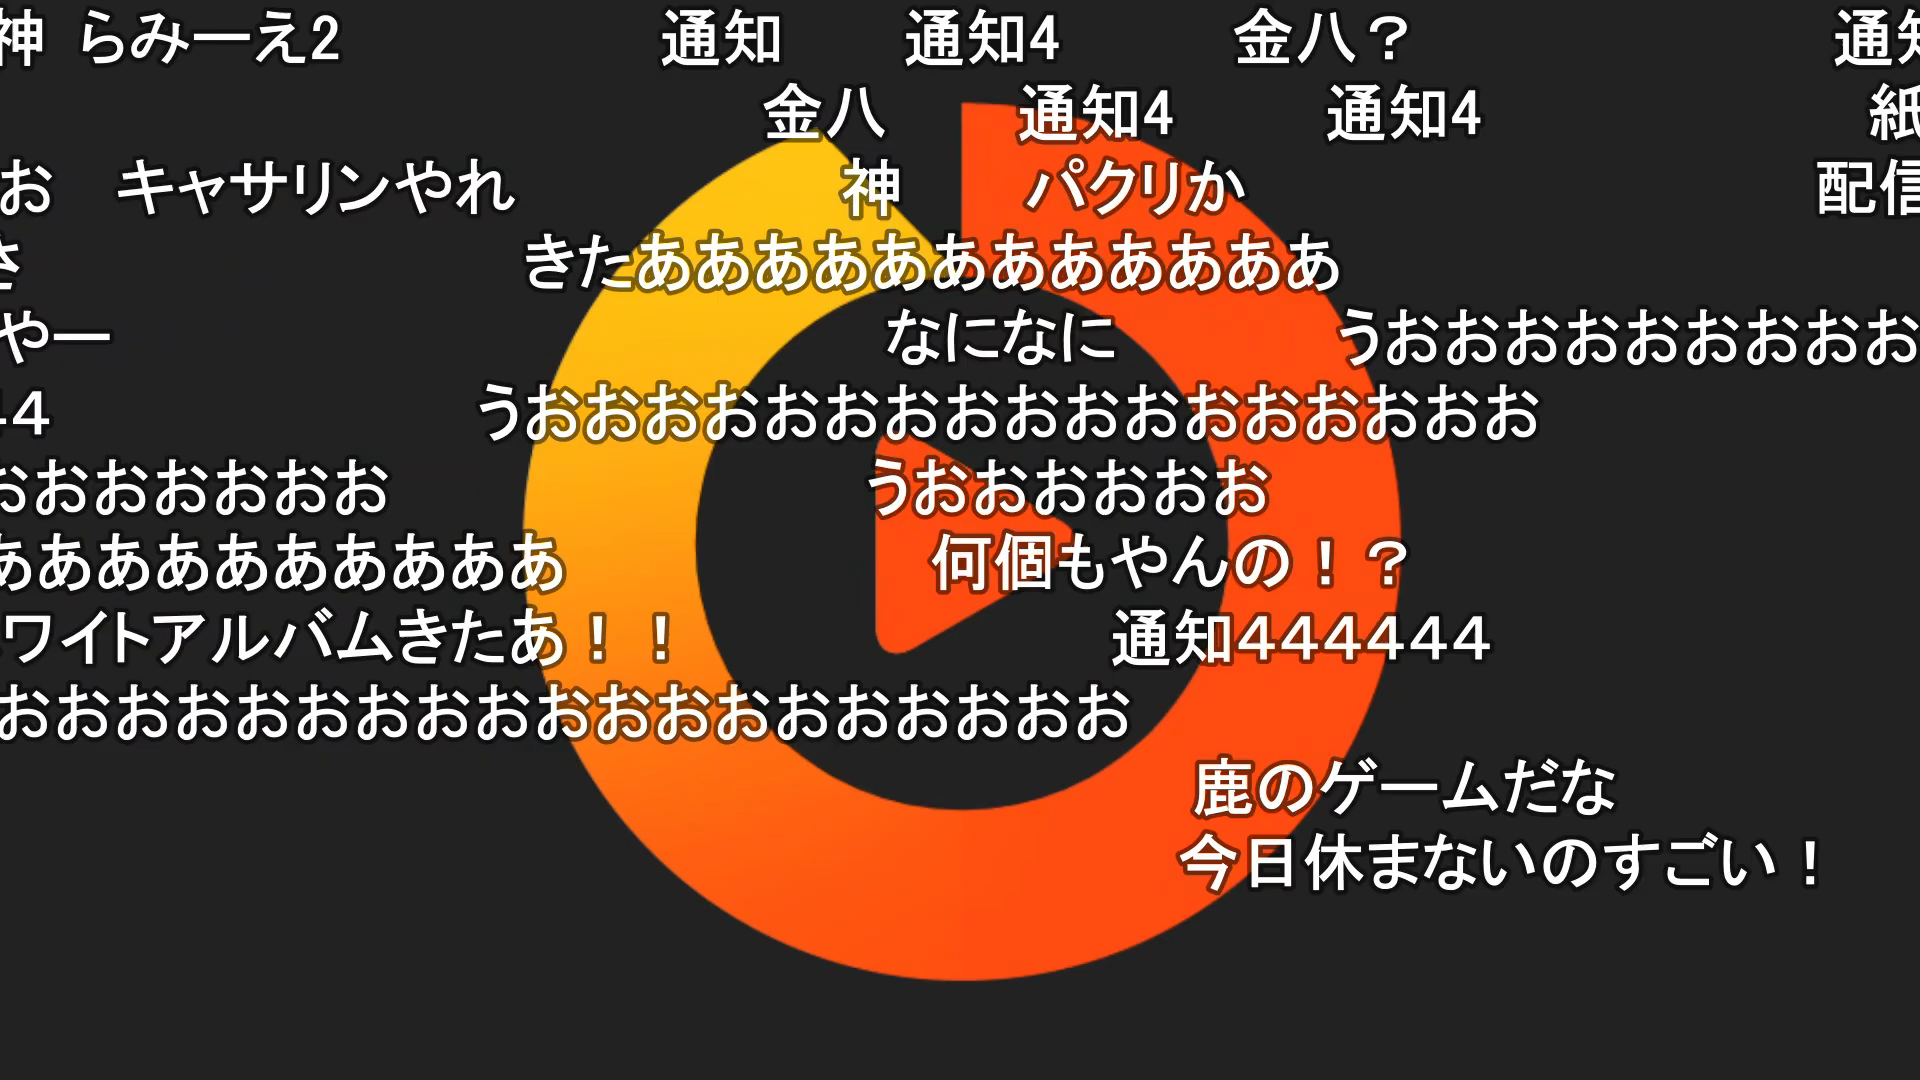 神 らみーえ2 通知 通知4 金八？ 通知
金八 通知4 通知4 紙
お キャサリンやれ 神 パクリか 配信
さ きたああああああああああああ
やー なになに うおおおおおおおおお
44 うおおおおおおおおおおおおおおおおお
おおおおおおお うおおおおおお
ああああああああああ 何個もやんの！？
ワイトアルバムきたあ！！ 通知４４４４４４
おおおおおおおおおおおおおおおおおおお
鹿のゲームだな
今日休まないのすごい！